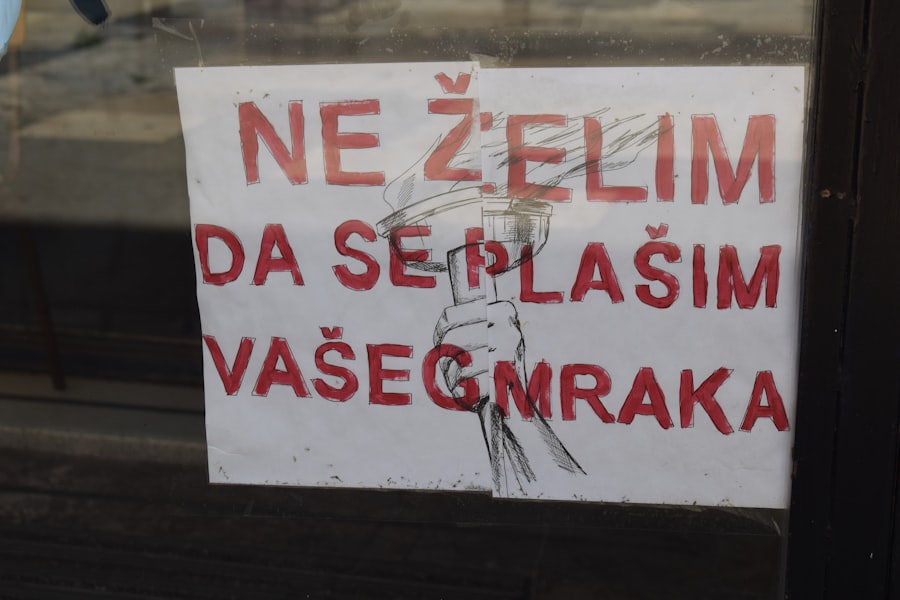 NE ŽELIM
DA SE PLAŠIM
VAŠEG MRAKA